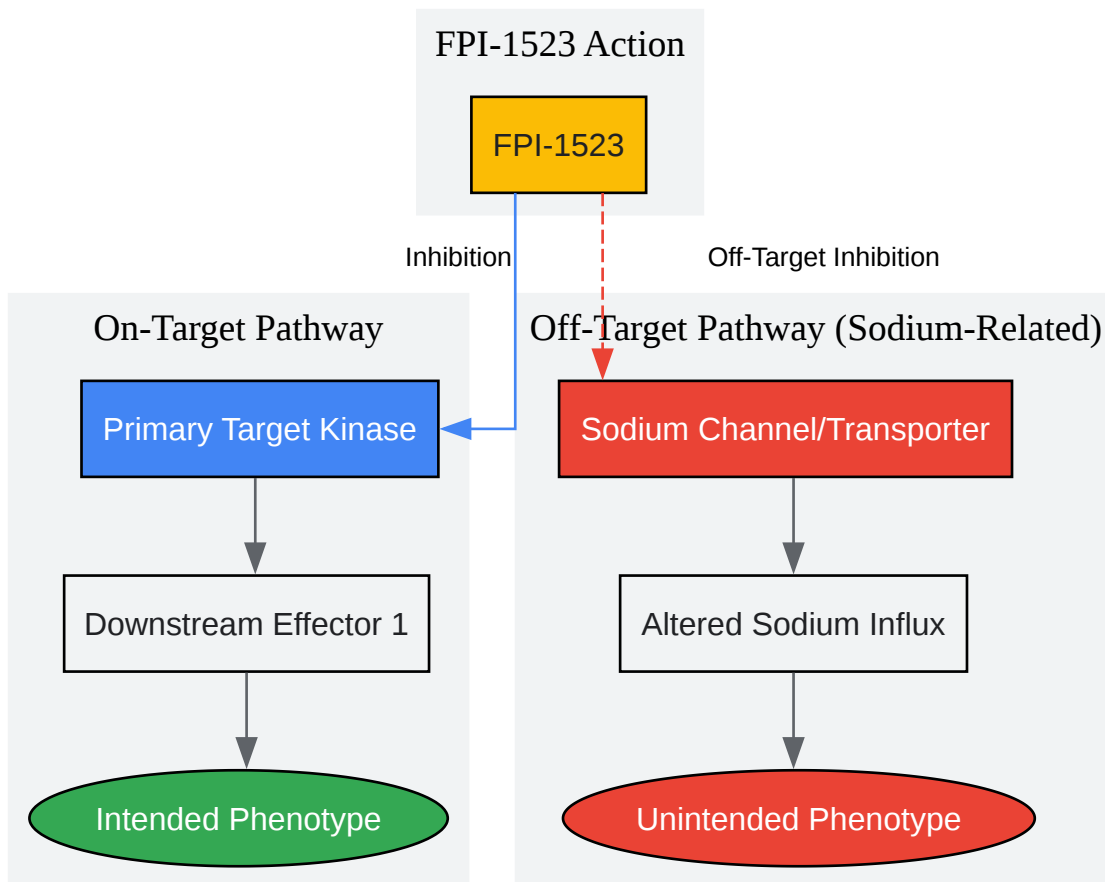 FPI-1523 Action
FPI-1523
Inhibition
Off-Target Inhibition
On-Target Pathway
Off-Target Pathway (Sodium-Related)
Primary Target Kinase
Sodium Channel/Transporter
Downstream Effector 1
Altered Sodium Influx
Intended Phenotype
Unintended Phenotype